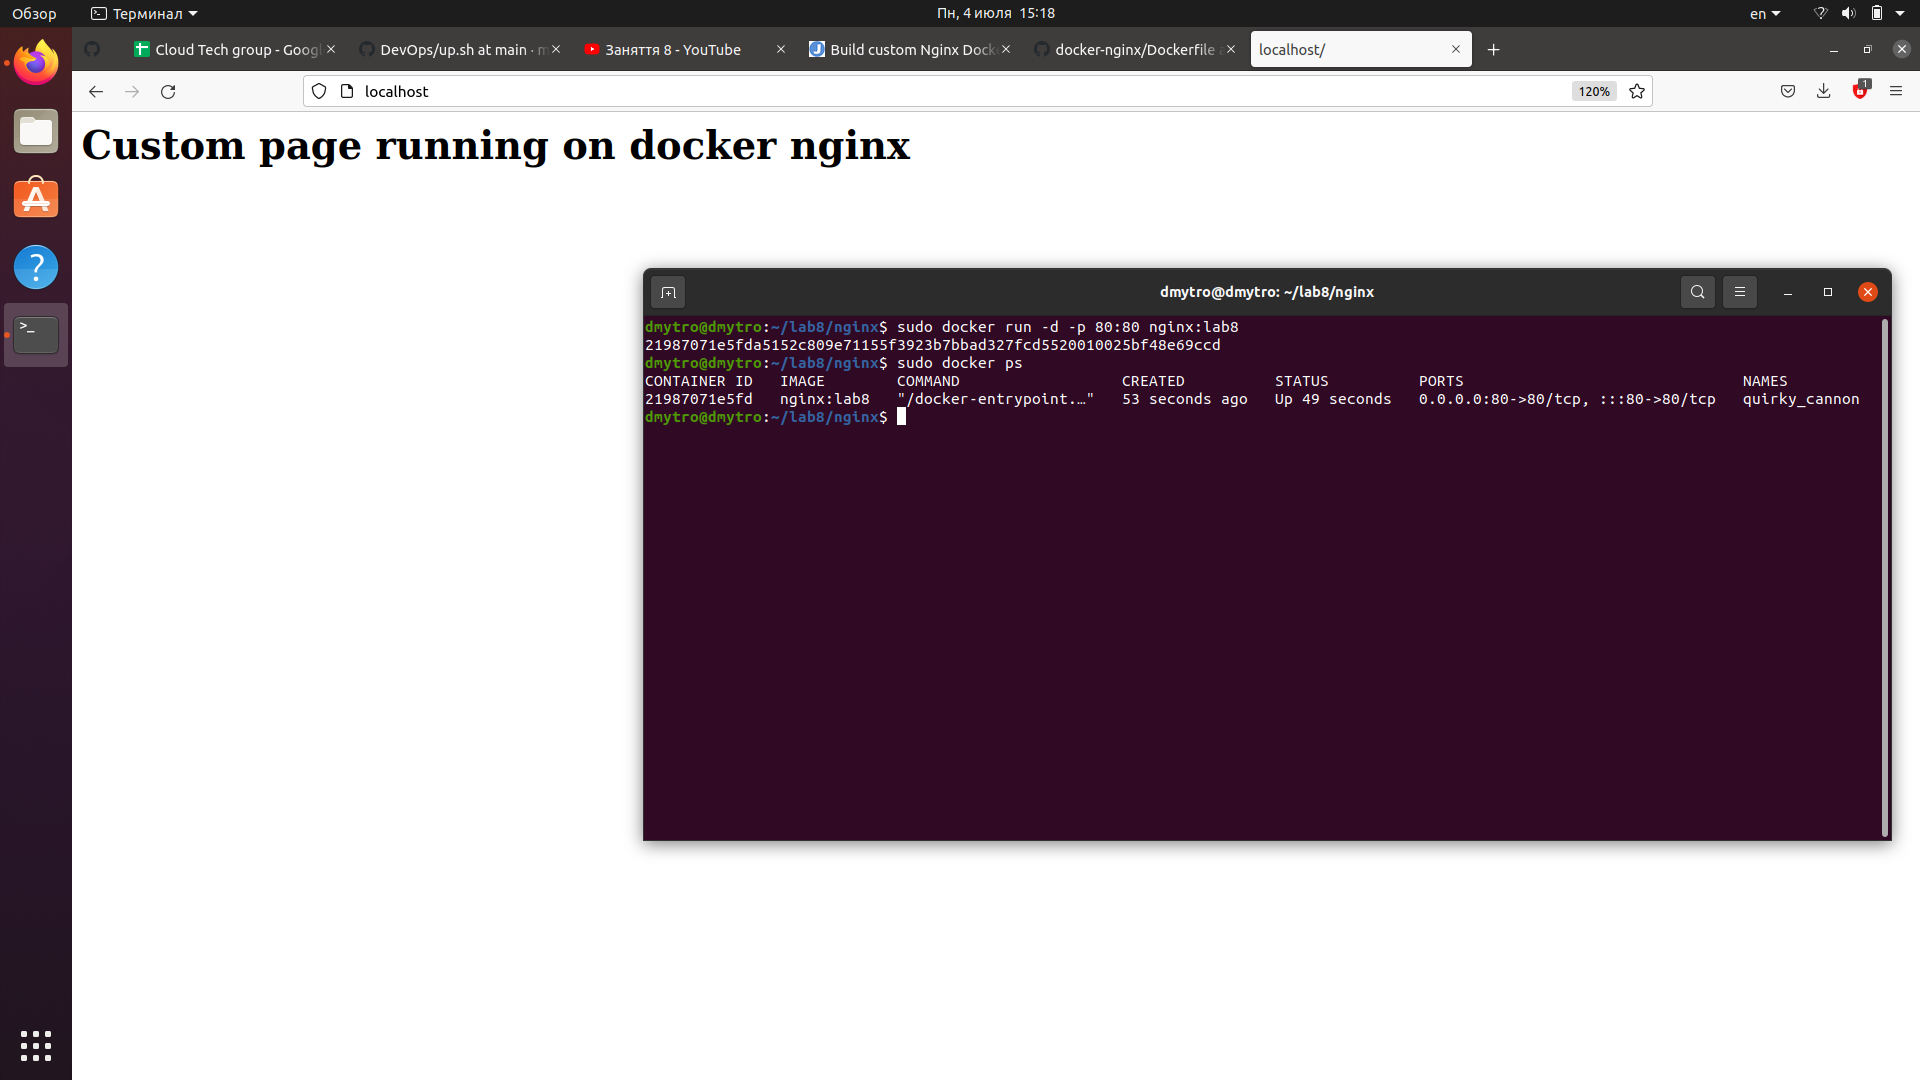 Обзор Терминал Пн, 4 июля 15:18 en
Cloud Tech group - Googl DevOps/up.sh at main · m Заняття 8 - YouTube Build custom Nginx Dock docker-nginx/Dockerfile a localhost/
localhost 120% 1
Custom page running on docker nginx
dmytro@dmytro: ~/lab8/nginx
dmytro@dmytro:~/lab8/nginx$ sudo docker run -d -p 80:80 nginx:lab8
21987071e5fda5152c809e71155f3923b7bbad327fcd5520010025bf48e69ccd
dmytro@dmytro:~/lab8/nginx$ sudo docker ps
CONTAINER ID IMAGE COMMAND CREATED STATUS PORTS NAMES
21987071e5fd nginx:lab8 "/docker-entrypoint.…" 53 seconds ago Up 49 seconds 0.0.0.0:80->80/tcp, :::80->80/tcp quirky_cannon
dmytro@dmytro:~/lab8/nginx$